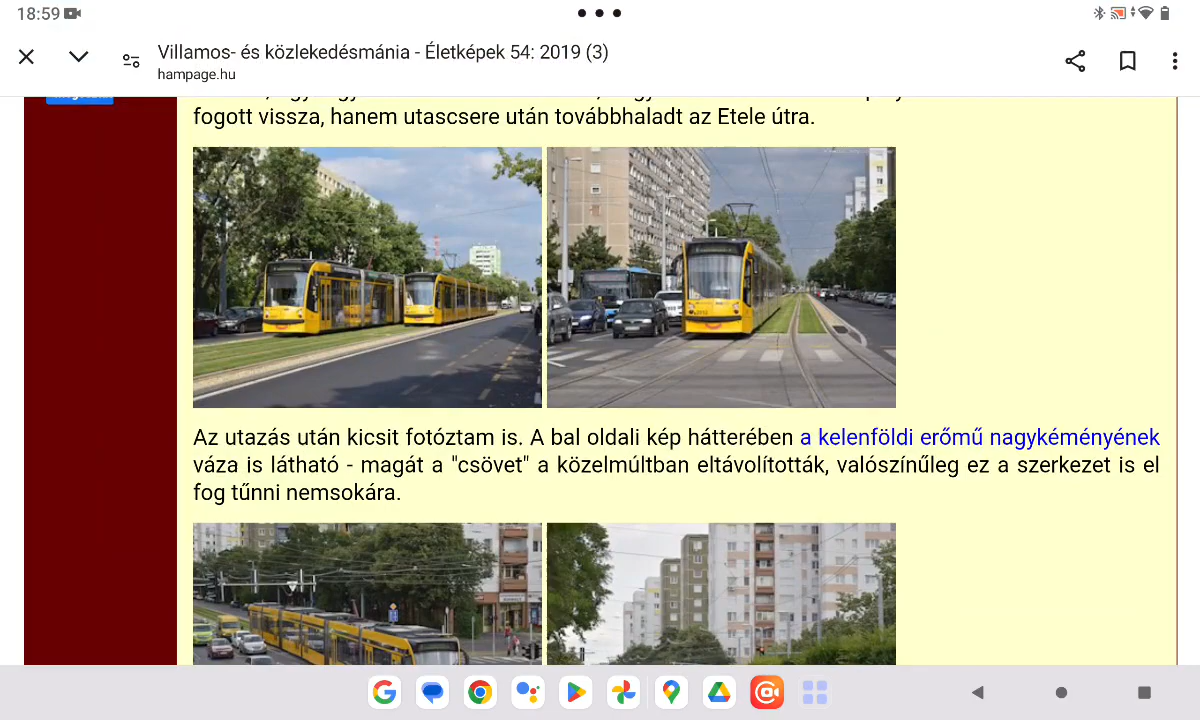 18:59
Villamos- és közlekedésmánia - Életképek 54: 2019 (3)
hampage.hu
fogott vissza, hanem utascsere után továbbhaladt az Etele útra.
Az utazás után kicsit fotóztam is. A bal oldali kép hátterében a kelenföldi erőmű nagykéményének
váza is látható - magát a "csövet" a közelmúltban eltávolították, valószínűleg ez a szerkezet is el
fog tűnni nemsokára.